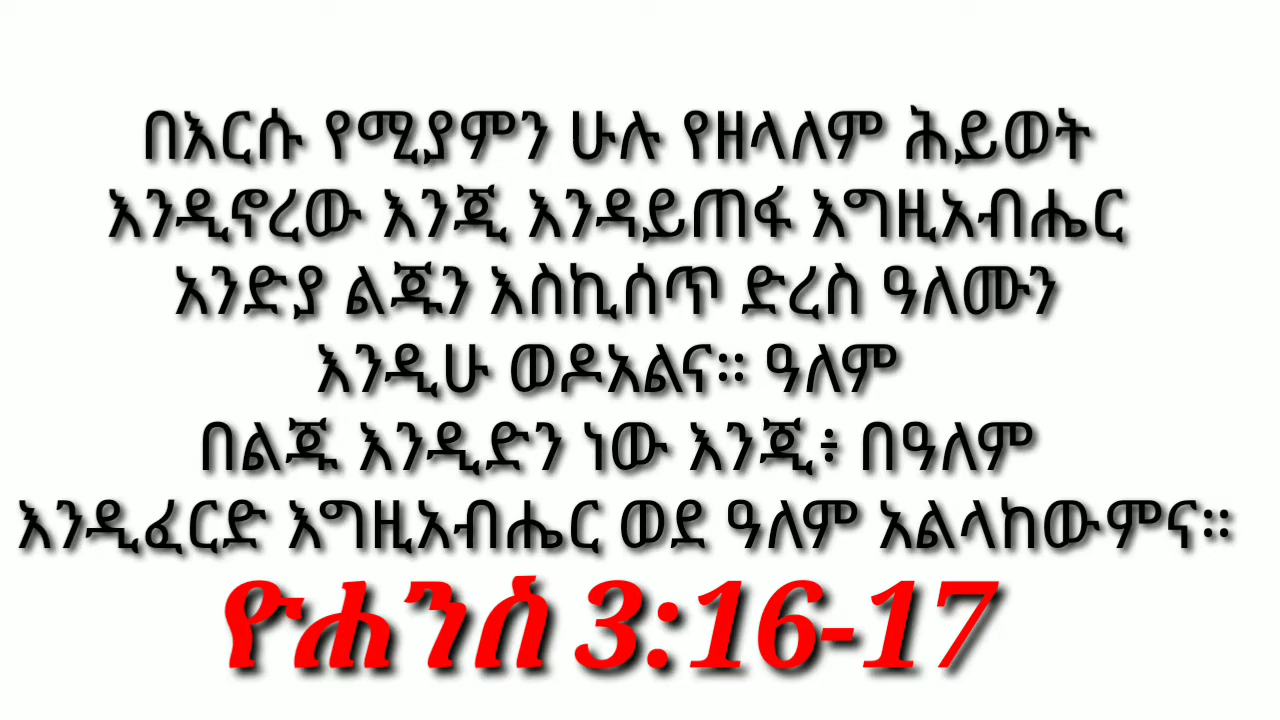 በእርሱ የሚያምን ሁሉ የዘላለም ሕይወት
እንዲኖረው እንጂ እንዳይጠፋ እግዚአብሔር
አንድያ ልጁን እስኪሰጥ ድረስ ዓለሙን
እንዲሁ ወዶአልና። ዓለም
በልጁ እንዲድን ነው እንጂ፥ በዓለም
እንዲፈርድ እግዚአብሔር ወደ ዓለም አልላከውምና።
ዮሐንስ 3:16-17